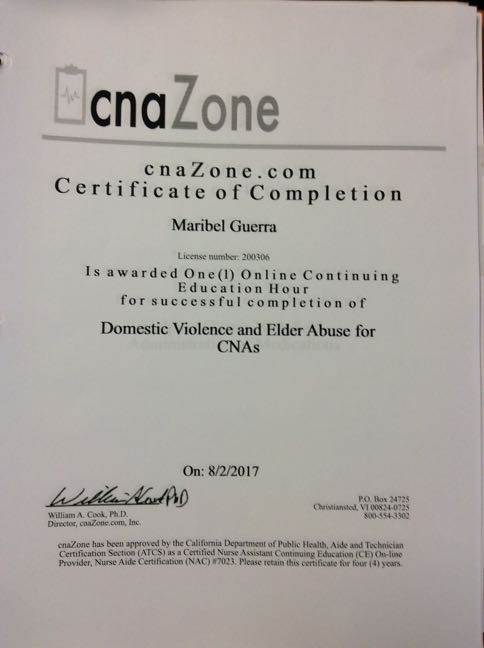 cnaZone
cnaZone.com
Certificate of Completion
Maribel Guerra
License number: 200306
Is awarded One(1) Online Continuing
Education Hour
for successful completion of
Domestic Violence and Elder Abuse for
CNAs
On: 8/2/2017
William A. Cook, Ph.D.
Director, cnaZone.com, Inc.
P.O. Box 24725
Christiansted, VI 00824-0725
800-554-3302
cnaZone has been approved by the California Department of Public Health, Aide and Technician
Certification Section (ATCS) as a Certified Nurse Assistant Continuing Education (CE) On-line
Provider, Nurse Aide Certification (NAC) #7023. Please retain this certificate for four (4) years.